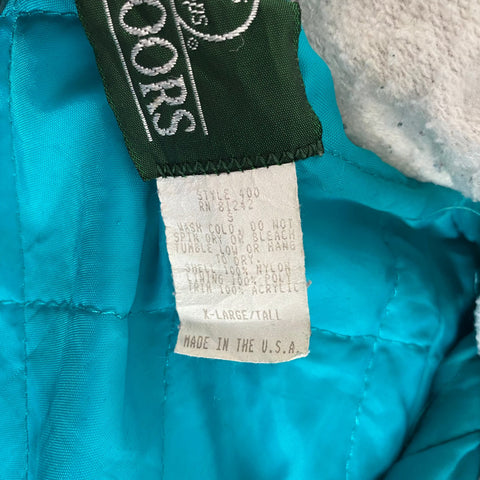 OORS
STYLE 400
RN 81242
S
WASH COLD, DO NOT
SPIN DRY OR BLEACH
TUMBLE LOW OR HANG
TO DRY.
SHELL 100% NYLON
LINING 100% POLY
TRIM 100% ACRYLIC
X-LARGE/TALL
MADE IN THE U.S.A.